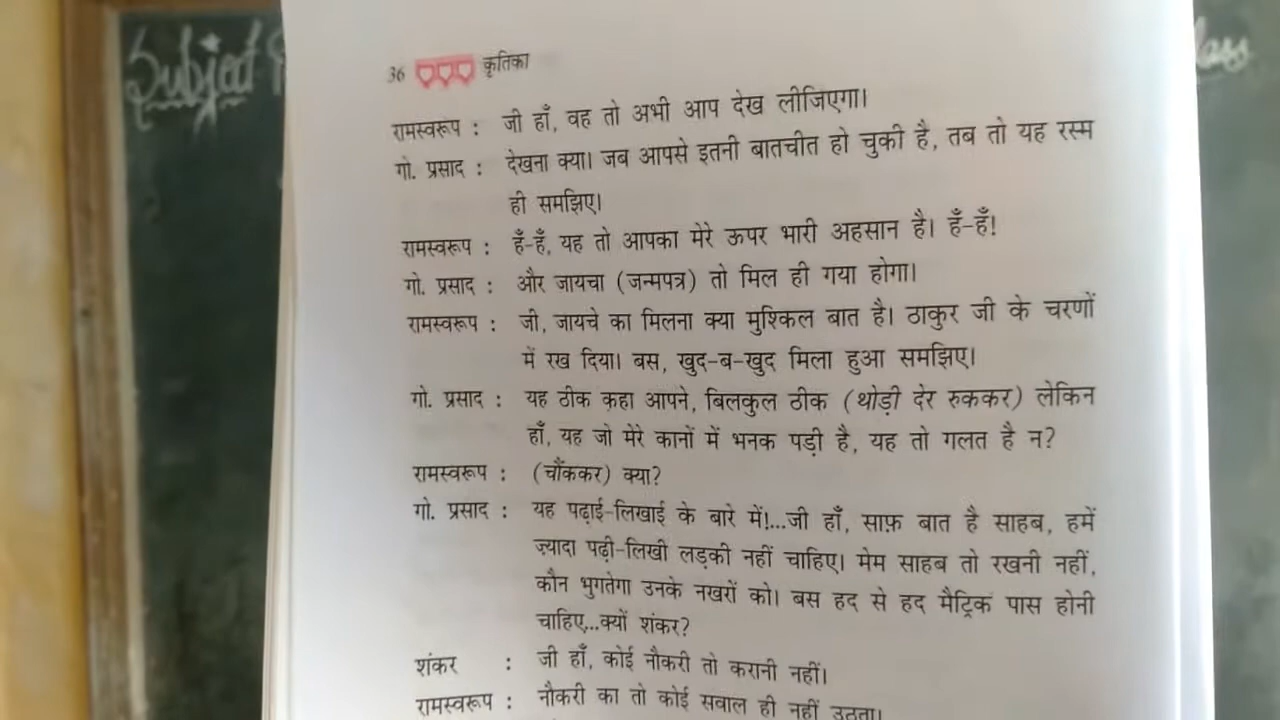 Subject
36 कृतिका
रामस्वरूप : जी हाँ, वह तो अभी आप देख लीजिएगा।
गो. प्रसाद : देखना क्या। जब आपसे इतनी बातचीत हो चुकी है, तब तो यह रस्म
ही समझिए।
रामस्वरूप : हँ-हँ, यह तो आपका मेरे ऊपर भारी अहसान है। हँ-हँ!
गो. प्रसाद : और जायचा (जन्मपत्र) तो मिल ही गया होगा।
रामस्वरूप : जी, जायचे का मिलना क्या मुश्किल बात है। ठाकुर जी के चरणों
में रख दिया। बस, खुद-ब-खुद मिला हुआ समझिए।
गो. प्रसाद : यह ठीक कहा आपने, बिलकुल ठीक (थोड़ी देर रुककर) लेकिन
हाँ, यह जो मेरे कानों में भनक पड़ी है, यह तो गलत है न?
रामस्वरूप : (चौंककर) क्या?
गो. प्रसाद : यह पढ़ाई-लिखाई के बारे में!...जी हाँ, साफ़ बात है साहब, हमें
ज़्यादा पढ़ी-लिखी लड़की नहीं चाहिए। मेम साहब तो रखनी नहीं,
कौन भुगतेगा उनके नखरों को। बस हद से हद मैट्रिक पास होनी
चाहिए...क्यों शंकर?
शंकर : जी हाँ, कोई नौकरी तो करानी नहीं।
रामस्वरूप : नौकरी का तो कोई सवाल ही नहीं उठता।